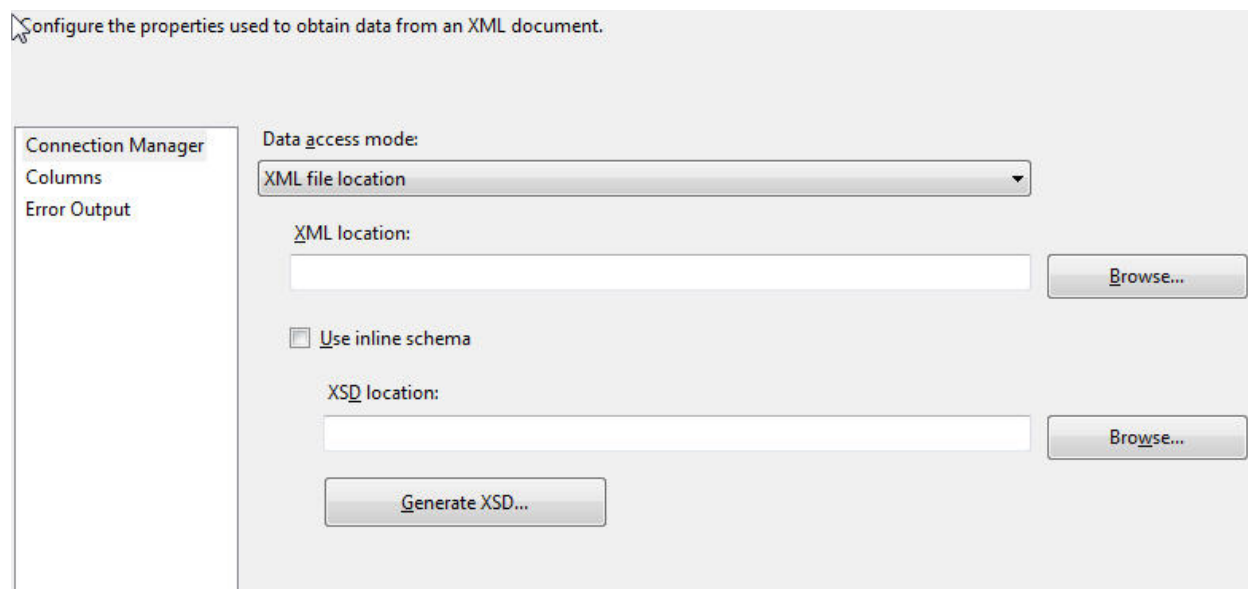 Configure the properties used to obtain data from an XML document.
Connection Manager
Columns
Error Output
Data access mode:
XML file location
XML location:
Browse...
Use inline schema
XSD location:
Browse...
Generate XSD...